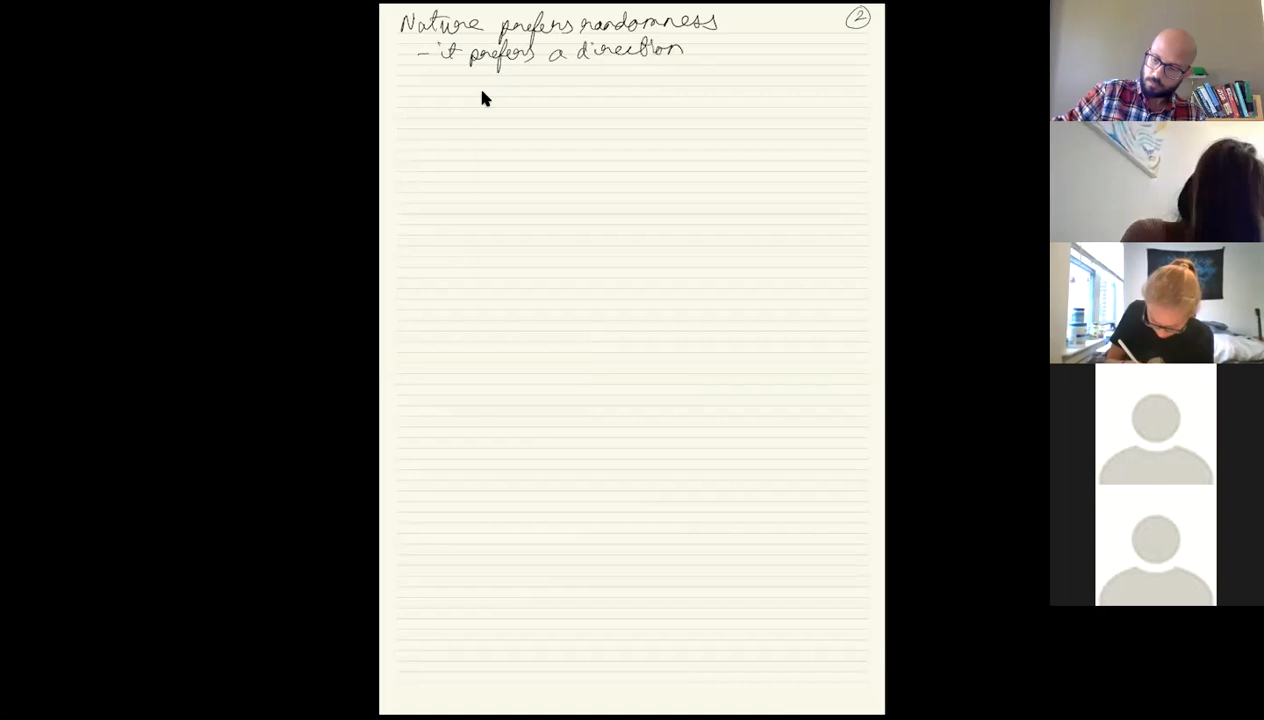 Nature prefers randomness
②
- it prefers a direction